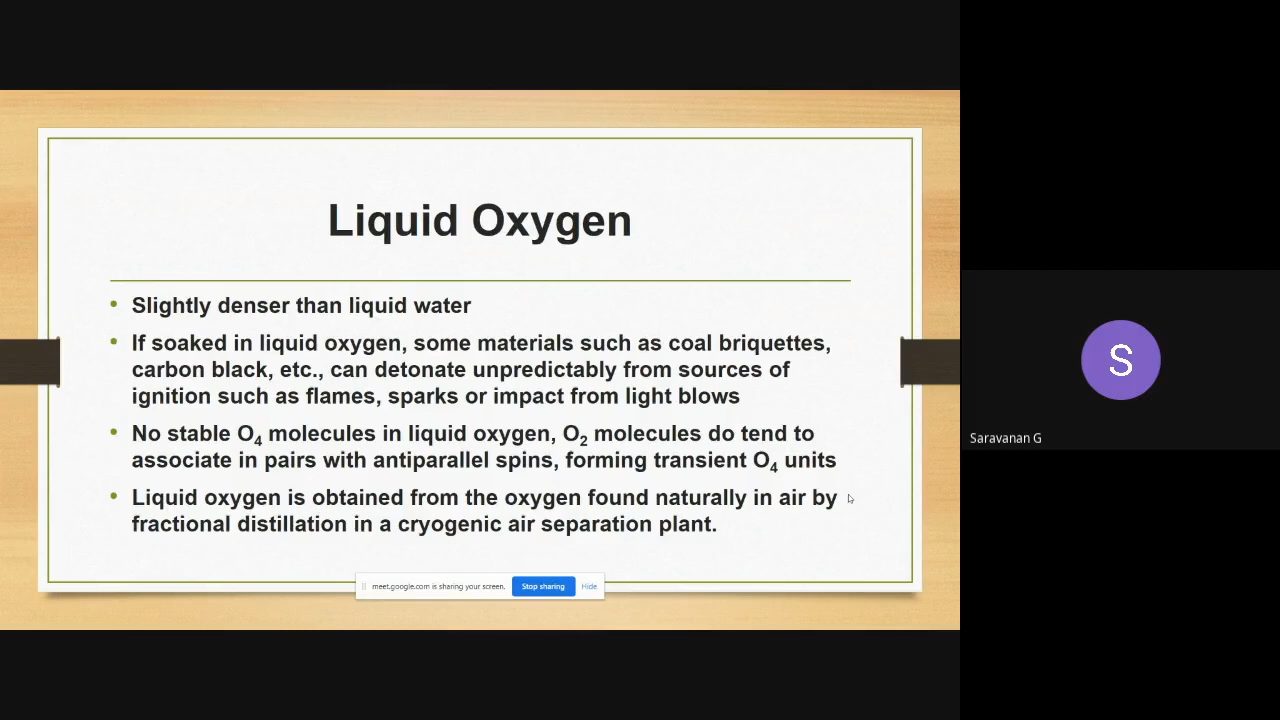 Liquid Oxygen
• Slightly denser than liquid water
• If soaked in liquid oxygen, some materials such as coal briquettes,
carbon black, etc., can detonate unpredictably from sources of
ignition such as flames, sparks or impact from light blows
• No stable O₄ molecules in liquid oxygen, O₂ molecules do tend to
associate in pairs with antiparallel spins, forming transient O₄ units
• Liquid oxygen is obtained from the oxygen found naturally in air by
fractional distillation in a cryogenic air separation plant.
meet.google.com is sharing your screen. Stop sharing Hide
S
Saravanan G